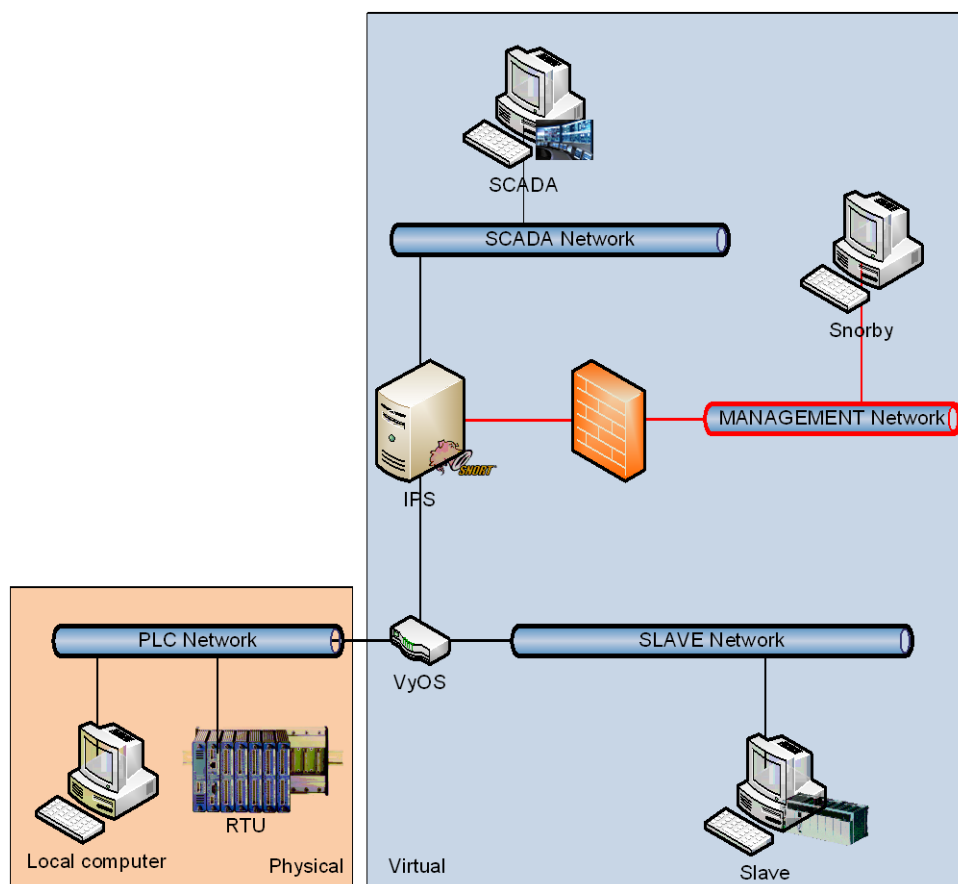 SCADA
SCADA Network
Snorby
MANAGEMENT Network
SNORT
IPS
PLC Network
SLAVE Network
VyOS
RTU
Local computer
Physical
Virtual
Slave